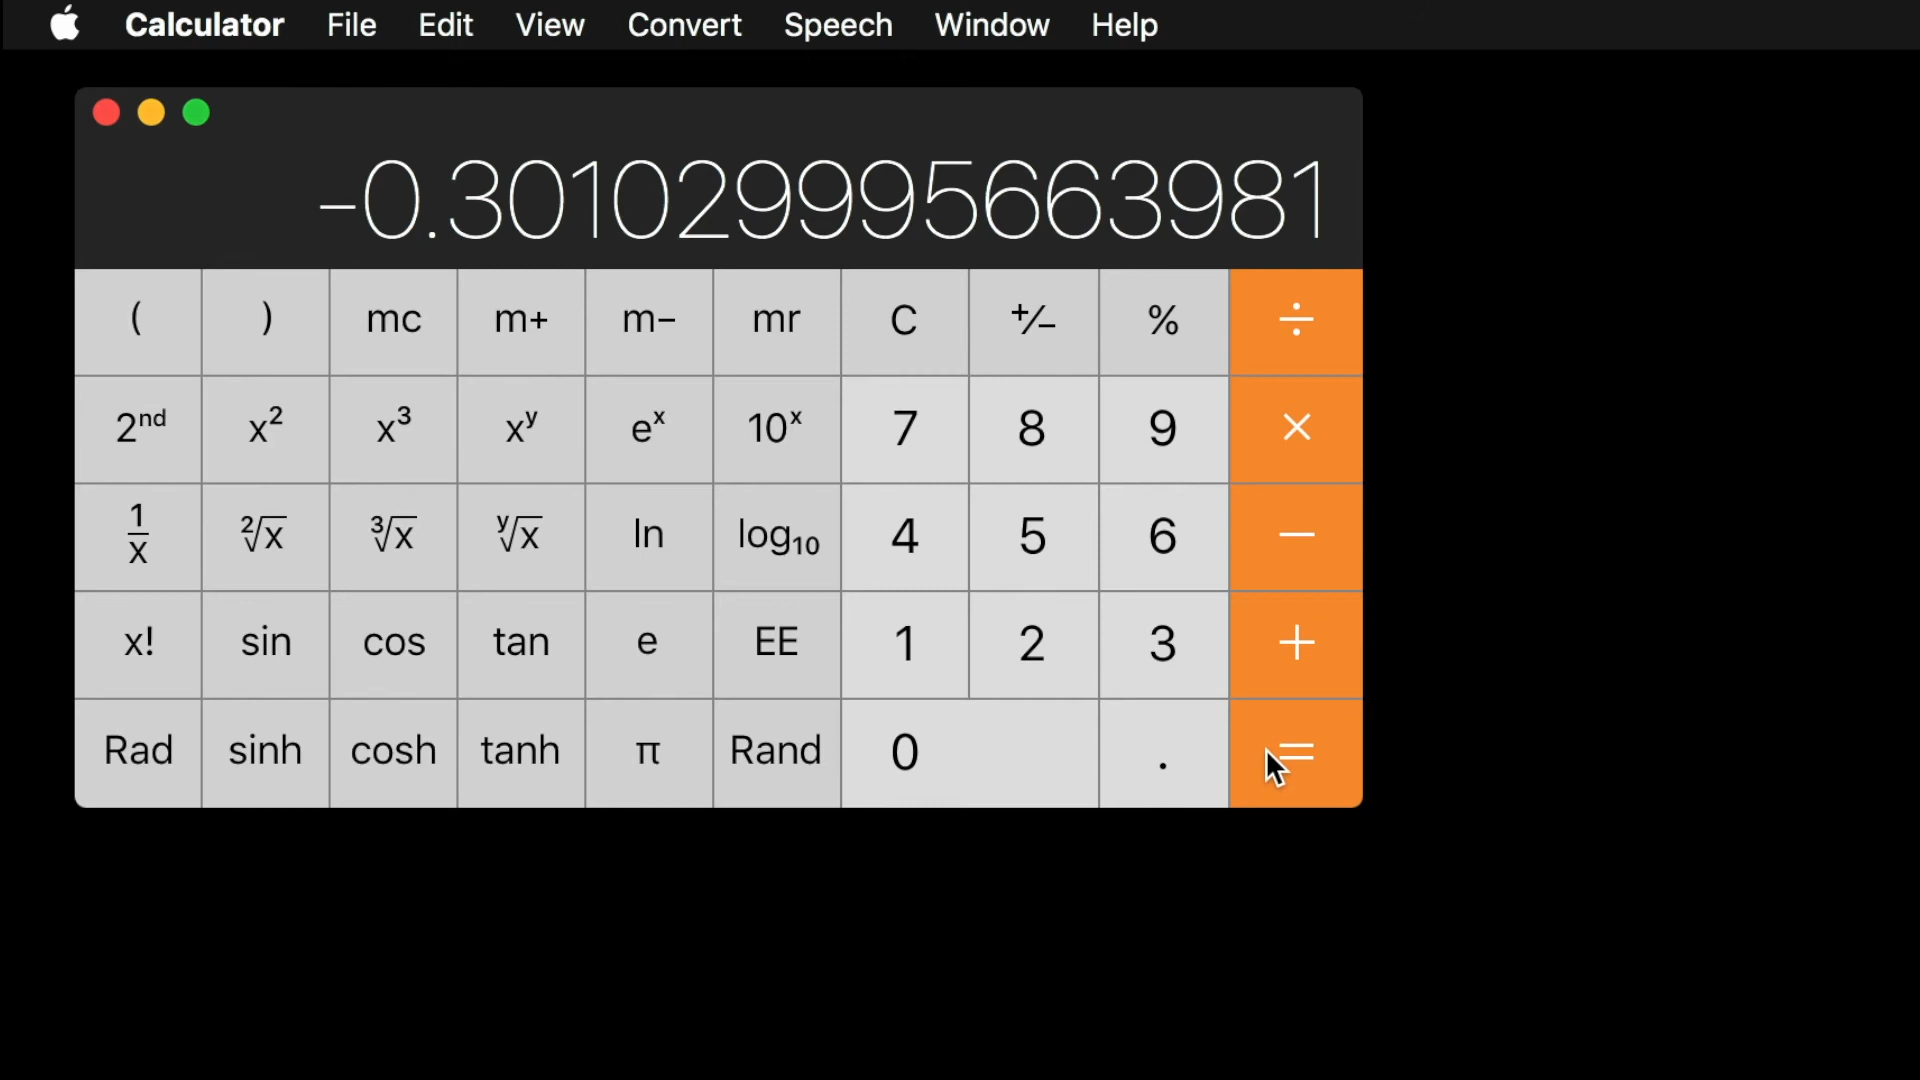 Calculator File Edit View Convert Speech Window Help
-0.301029995663981
( ) mc m+ m- mr C +/- % ÷
2ⁿᵈ x² x³ xʸ eˣ 10ˣ 7 8 9 ×
1/x ²√x ³√x ʸ√x ln log₁₀ 4 5 6 −
x! sin cos tan e EE 1 2 3 +
Rad sinh cosh tanh π Rand 0 . =